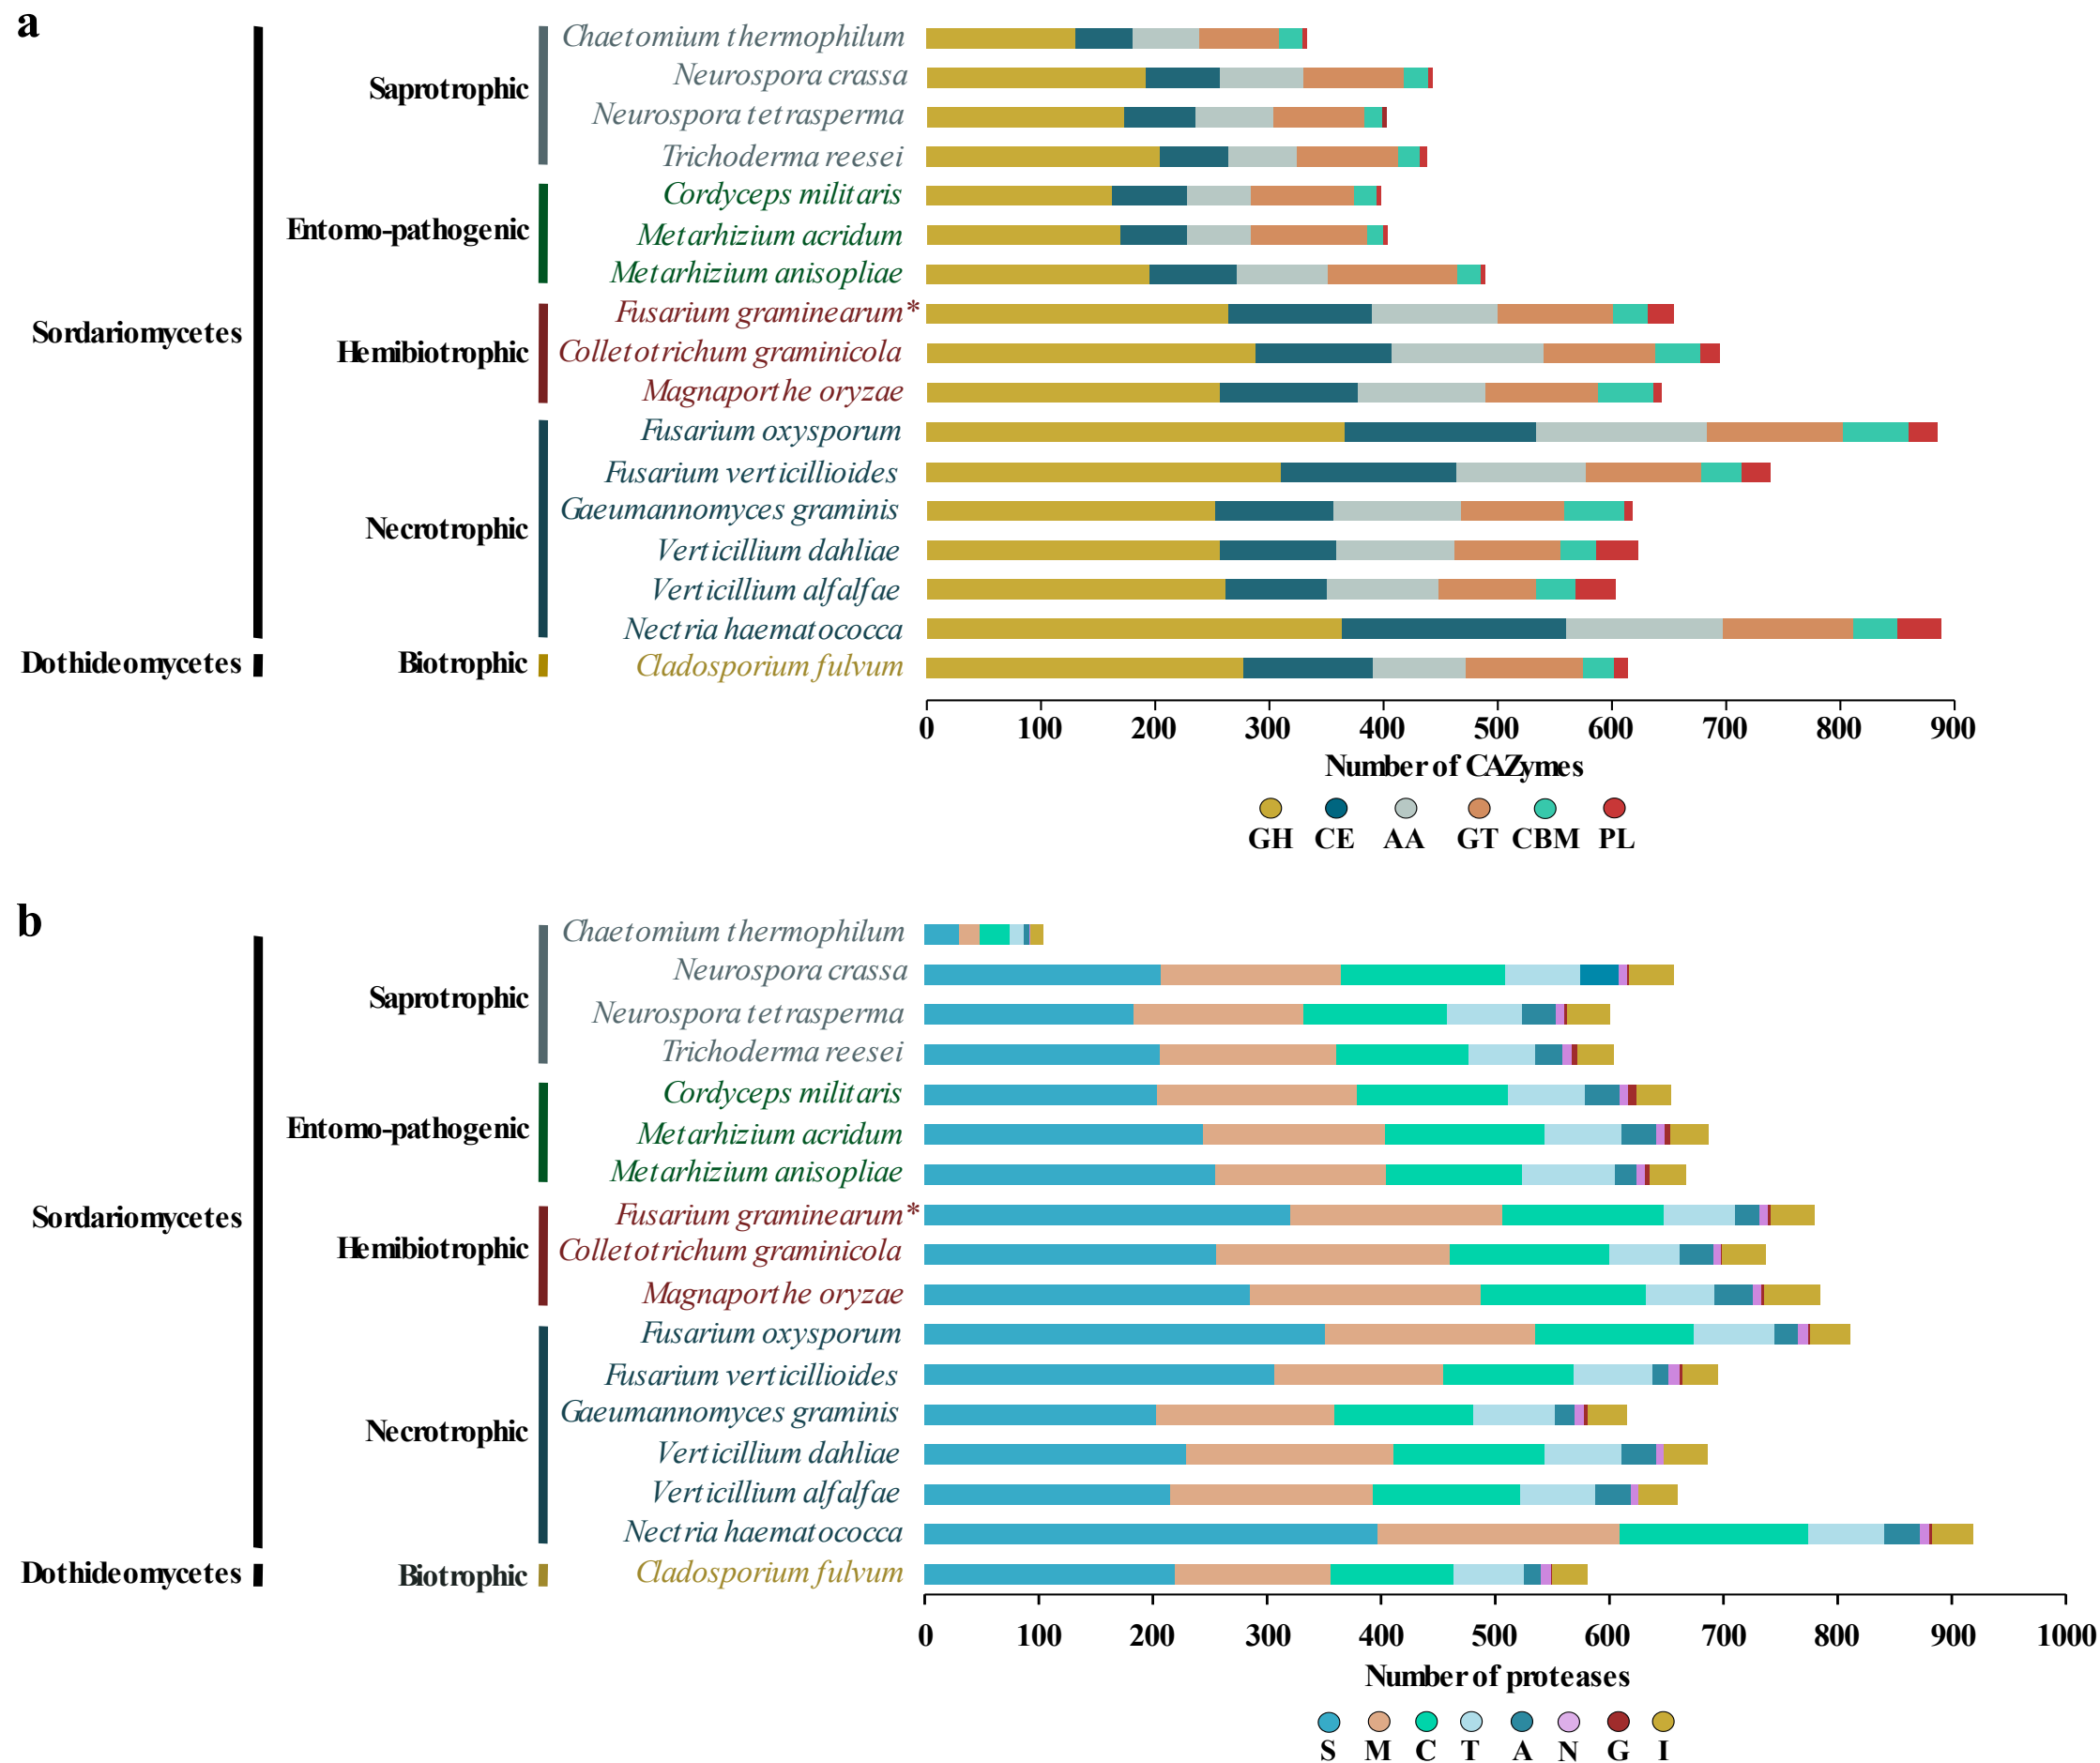 a
Chaetomium thermophilum
Neurospora crassa
Saprotrophic
Neurospora tetrasperma
Trichoderma reesei
Cordyceps militaris
Entomo-pathogenic
Metarhizium acridum
Metarhizium anisopliae
Fusarium graminearum*
Sordariomycetes
Hemibiotrophic
Colletotrichum graminicola
Magnaporthe oryzae
Fusarium oxysporum
Fusarium verticillioides
Gaeumannomyces graminis
Necrotrophic
Verticillium dahliae
Verticillium alfalfae
Nectria haematococca
Dothideomycetes
Biotrophic
Cladosporium fulvum
0 100 200 300 400 500 600 700 800 900
Number of CAZymes
GH CE AA GT CBM PL
b
Chaetomium thermophilum
Neurospora crassa
Saprotrophic
Neurospora tetrasperma
Trichoderma reesei
Cordyceps militaris
Entomo-pathogenic
Metarhizium acridum
Metarhizium anisopliae
Sordariomycetes
Fusarium graminearum*
Hemibiotrophic
Colletotrichum graminicola
Magnaporthe oryzae
Fusarium oxysporum
Fusarium verticillioides
Gaeumannomyces graminis
Necrotrophic
Verticillium dahliae
Verticillium alfalfae
Nectria haematococca
Dothideomycetes
Biotrophic
Cladosporium fulvum
0 100 200 300 400 500 600 700 800 900 1000
Number of proteases
S M C T A N G I